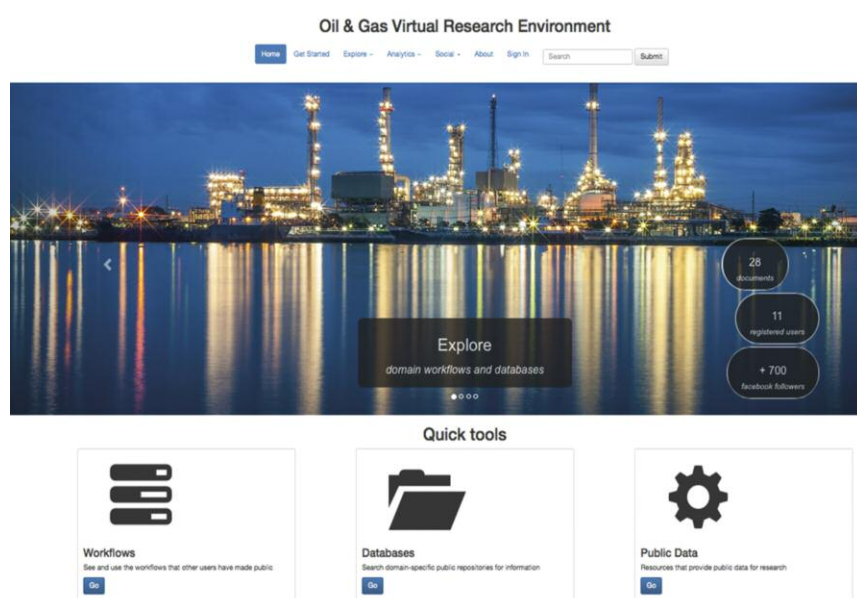 Oil & Gas Virtual Research Environment
Home Get Started Explore Analytics Social About Sign In Search Submit
28
documents
11
registered users
Explore
domain workflows and databases
+ 700
facebook followers
Quick tools
Workflows Databases Public Data
See and use the workflows that other users have made public Search domain-specific public repositories for information Resources that provide public data for research
Go Go Go